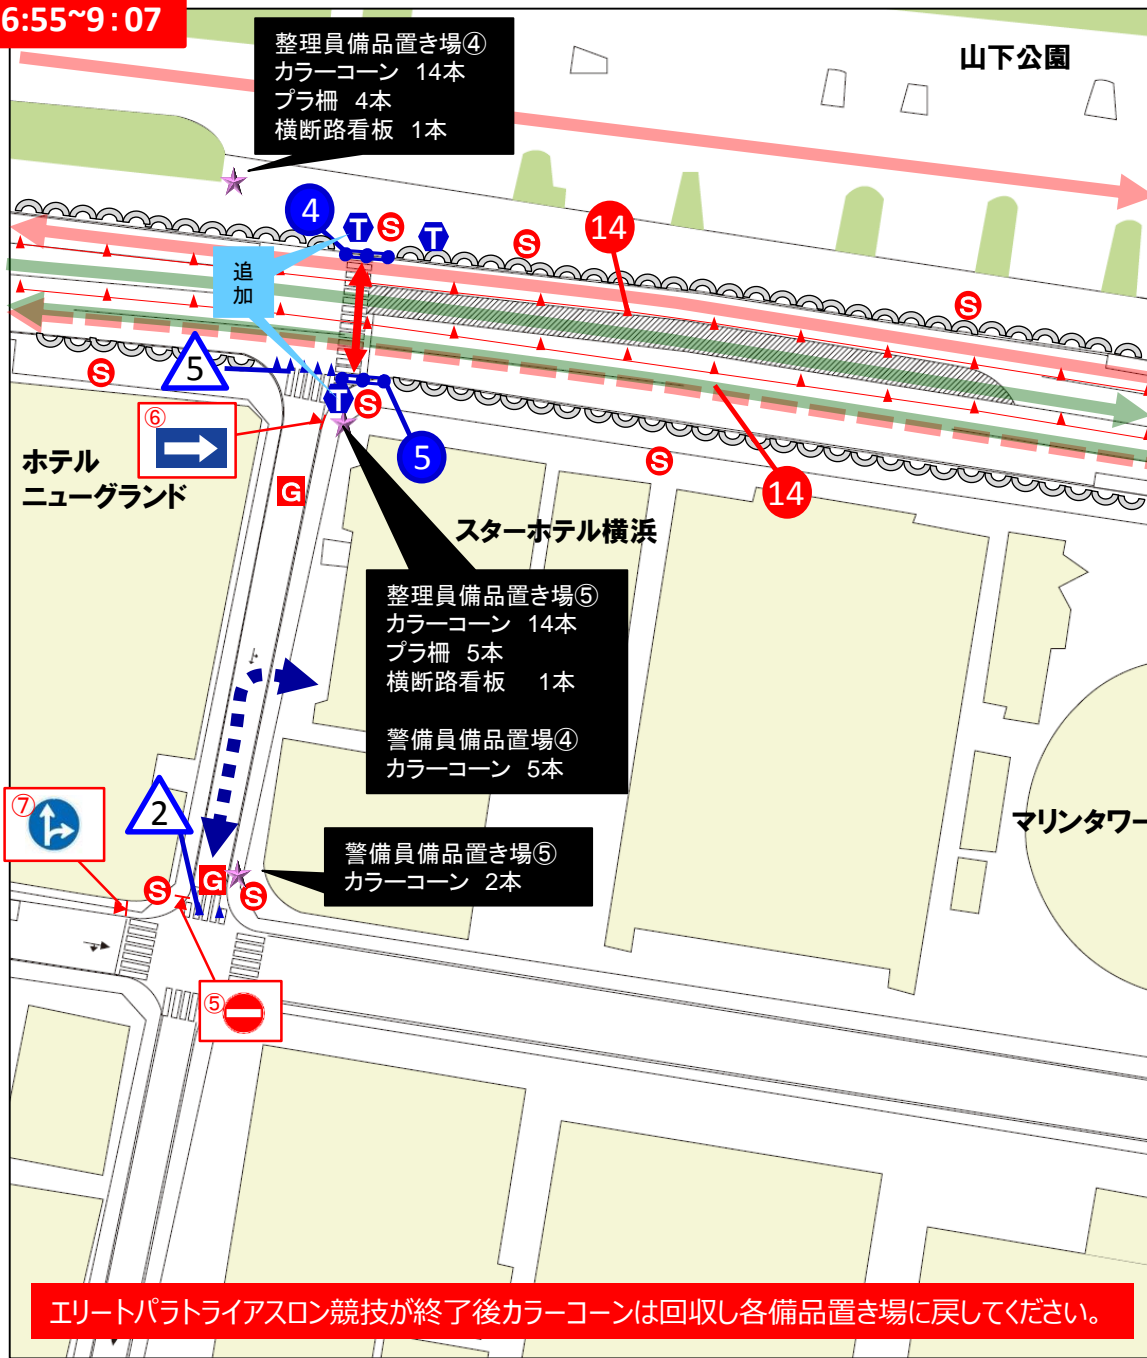 6:55~9:07
整理員備品置き場④
カラーコーン 14本
プラ柵 4本
横断路看板 1本
山下公園
4
T
S
T
S
14
S
追加
5
S
T
S
⑥
5
S
14
ホテル
ニューグランド
G
スターホテル横浜
整理員備品置き場⑤
カラーコーン 14本
プラ柵 5本
横断路看板 1本
警備員備品置場④
カラーコーン 5本
⑦
2
マリンタワー
警備員備品置き場⑤
カラーコーン 2本
S
G
S
⑤
エリートパラトライアスロン競技が終了後カラーコーンは回収し各備品置き場に戻してください。